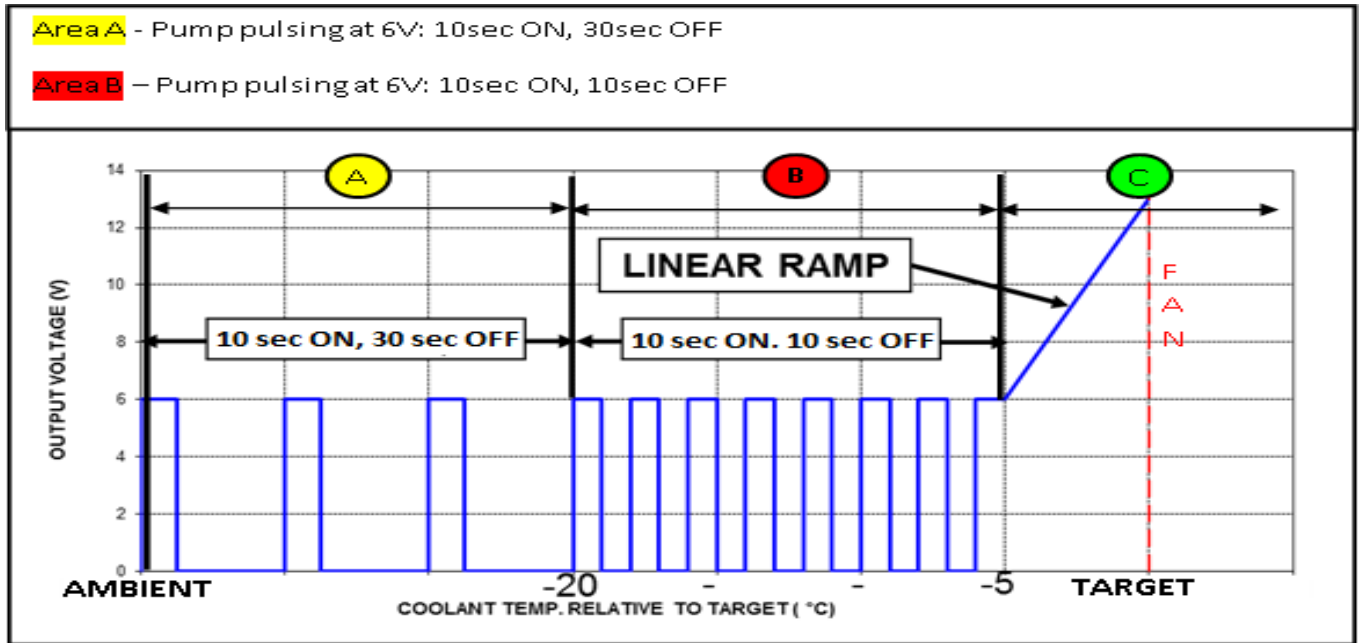 Area A - Pump pulsing at 6V: 10sec ON, 30sec OFF
Area B – Pump pulsing at 6V: 10sec ON, 10sec OFF
A
B
C
14
12
10
8
6
4
2
0
OUTPUT VOLTAGE (V)
LINEAR RAMP
F
A
N
10 sec ON, 30 sec OFF
10 sec ON. 10 sec OFF
AMBIENT
-20
-
-
-5
TARGET
COOLANT TEMP. RELATIVE TO TARGET ( °C)